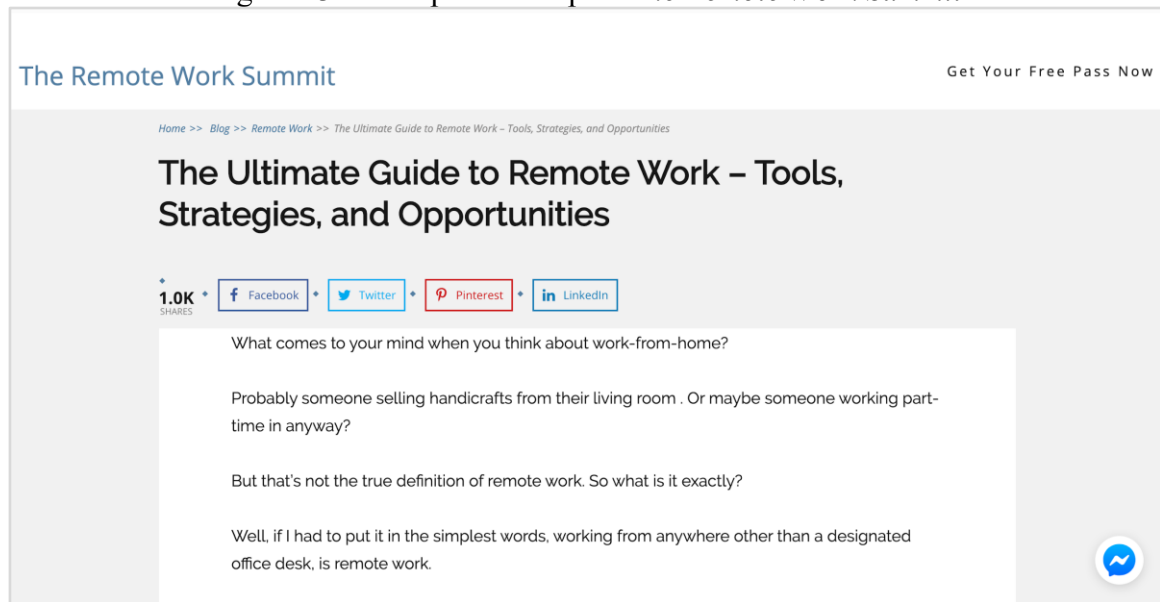 The Remote Work Summit
Get Your Free Pass Now
Home >> Blog >> Remote Work >> The Ultimate Guide to Remote Work – Tools, Strategies, and Opportunities
The Ultimate Guide to Remote Work – Tools,
Strategies, and Opportunities
1.0K
SHARES
Facebook
Twitter
Pinterest
LinkedIn
What comes to your mind when you think about work-from-home?
Probably someone selling handicrafts from their living room . Or maybe someone working part-
time in anyway?
But that's not the true definition of remote work. So what is it exactly?
Well, if I had to put it in the simplest words, working from anywhere other than a designated
office desk, is remote work.